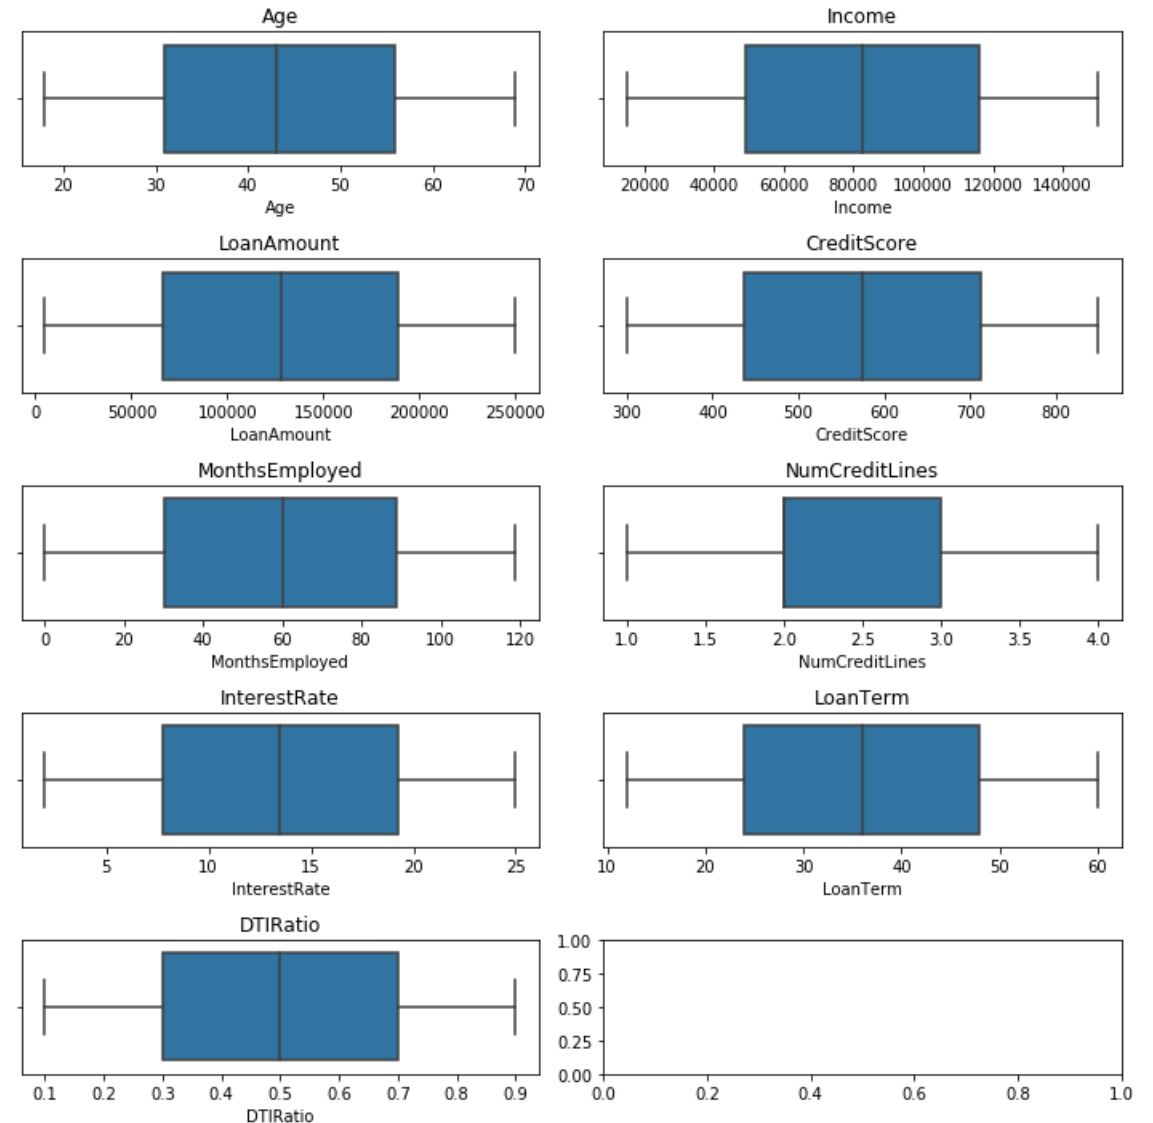 Age
20 30 40 50 60 70
Age
Income
20000 40000 60000 80000 100000 120000 140000
Income
LoanAmount
0 50000 100000 150000 200000 250000
LoanAmount
CreditScore
300 400 500 600 700 800
CreditScore
MonthsEmployed
0 20 40 60 80 100 120
MonthsEmployed
NumCreditLines
1.0 1.5 2.0 2.5 3.0 3.5 4.0
NumCreditLines
InterestRate
5 10 15 20 25
InterestRate
LoanTerm
10 20 30 40 50 60
LoanTerm
DTIRatio
0.1 0.2 0.3 0.4 0.5 0.6 0.7 0.8 0.9
DTIRatio
1.00
0.75
0.50
0.25
0.00
0.0 0.2 0.4 0.6 0.8 1.0